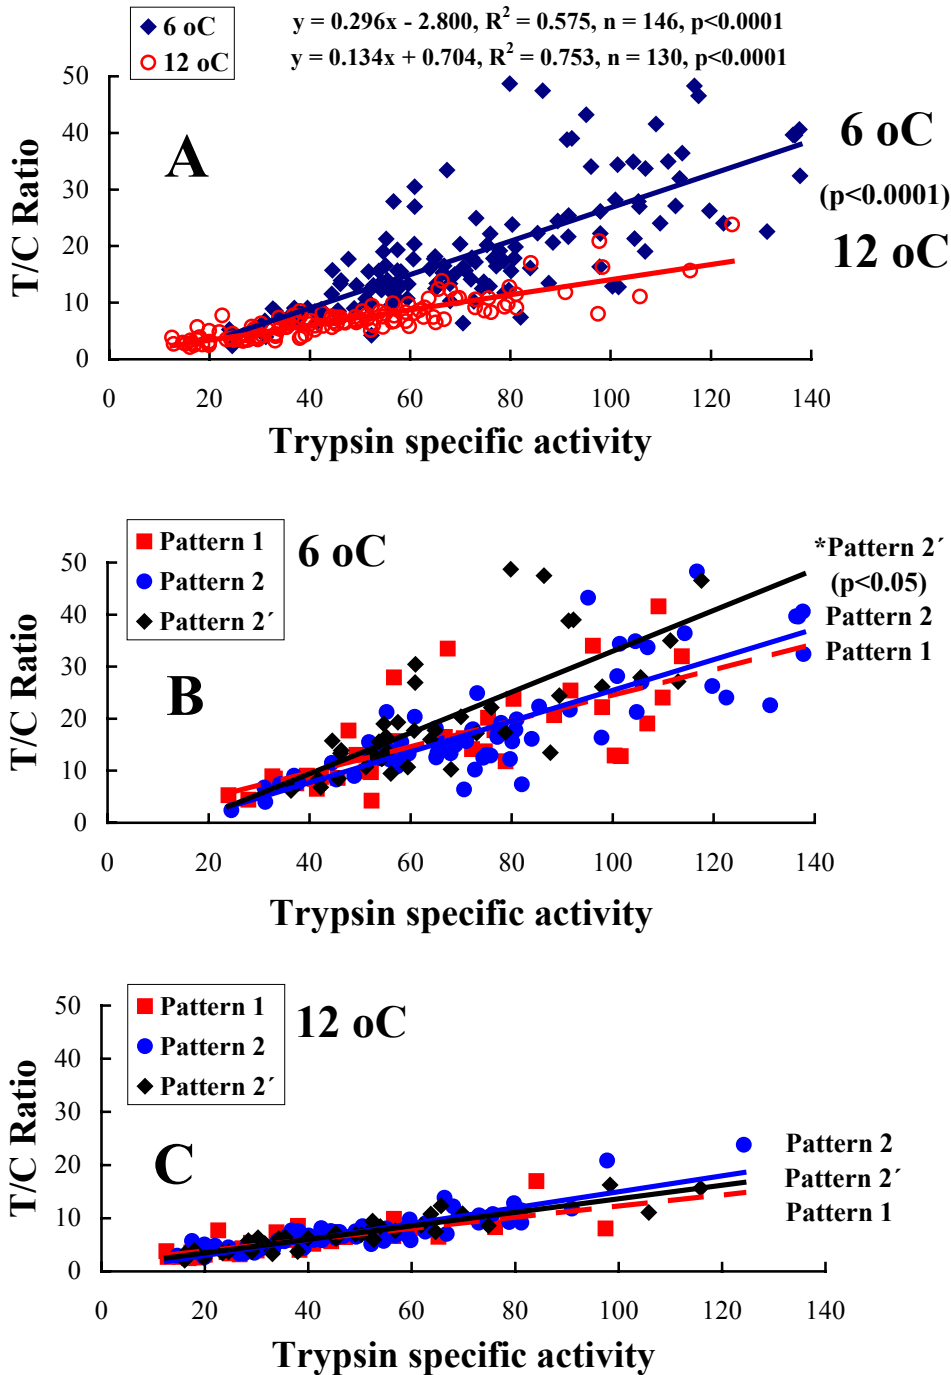 6 oC
12 oC
y = 0.296x - 2.800, R² = 0.575, n = 146, p<0.0001
y = 0.134x + 0.704, R² = 0.753, n = 130, p<0.0001
50
40
30
20
10
0
T/C Ratio
A
6 oC
(p<0.0001)
12 oC
0 20 40 60 80 100 120 140
Trypsin specific activity
Pattern 1
Pattern 2
Pattern 2´
6 oC
50
40
30
20
10
0
T/C Ratio
B
*Pattern 2´
(p<0.05)
Pattern 2
Pattern 1
0 20 40 60 80 100 120 140
Trypsin specific activity
Pattern 1
Pattern 2
Pattern 2´
12 oC
50
40
30
20
10
0
T/C Ratio
C
Pattern 2
Pattern 2´
Pattern 1
0 20 40 60 80 100 120 140
Trypsin specific activity